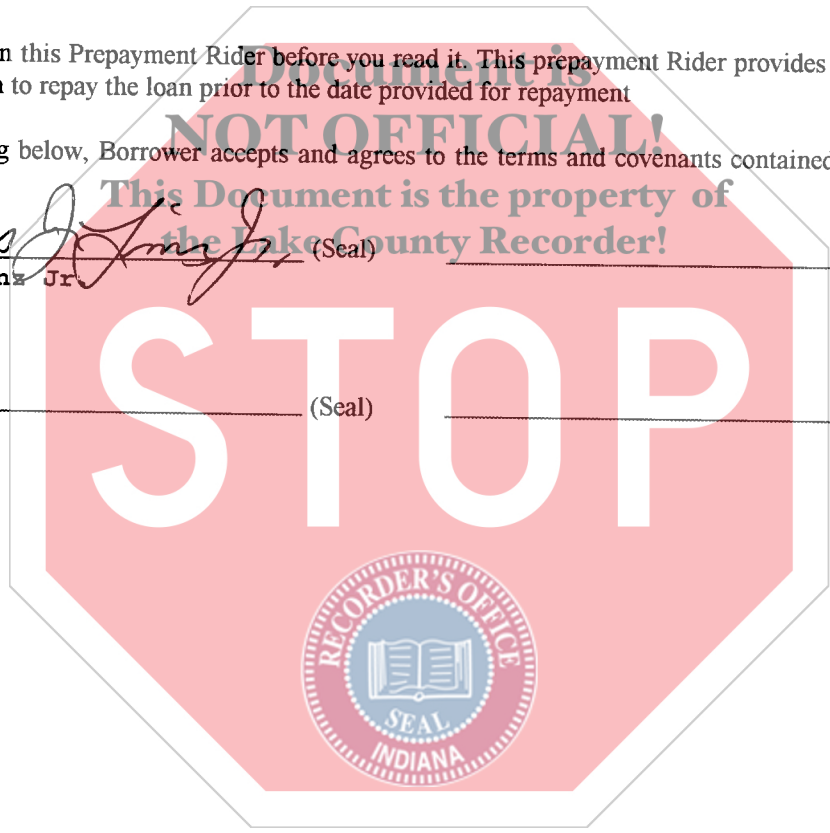 n this Prepayment Rider before you read it. This prepayment Rider provides
Document is
to repay the loan prior to the date provided for repayment
NOT OFFICIAL!
g below, Borrower accepts and agrees to the terms and covenants contained
This Document is the property of
the Lake County Recorder!
(Seal)
Jr.
(Seal)
STOP
RECORDER'S OFFICE
SEAL
INDIANA